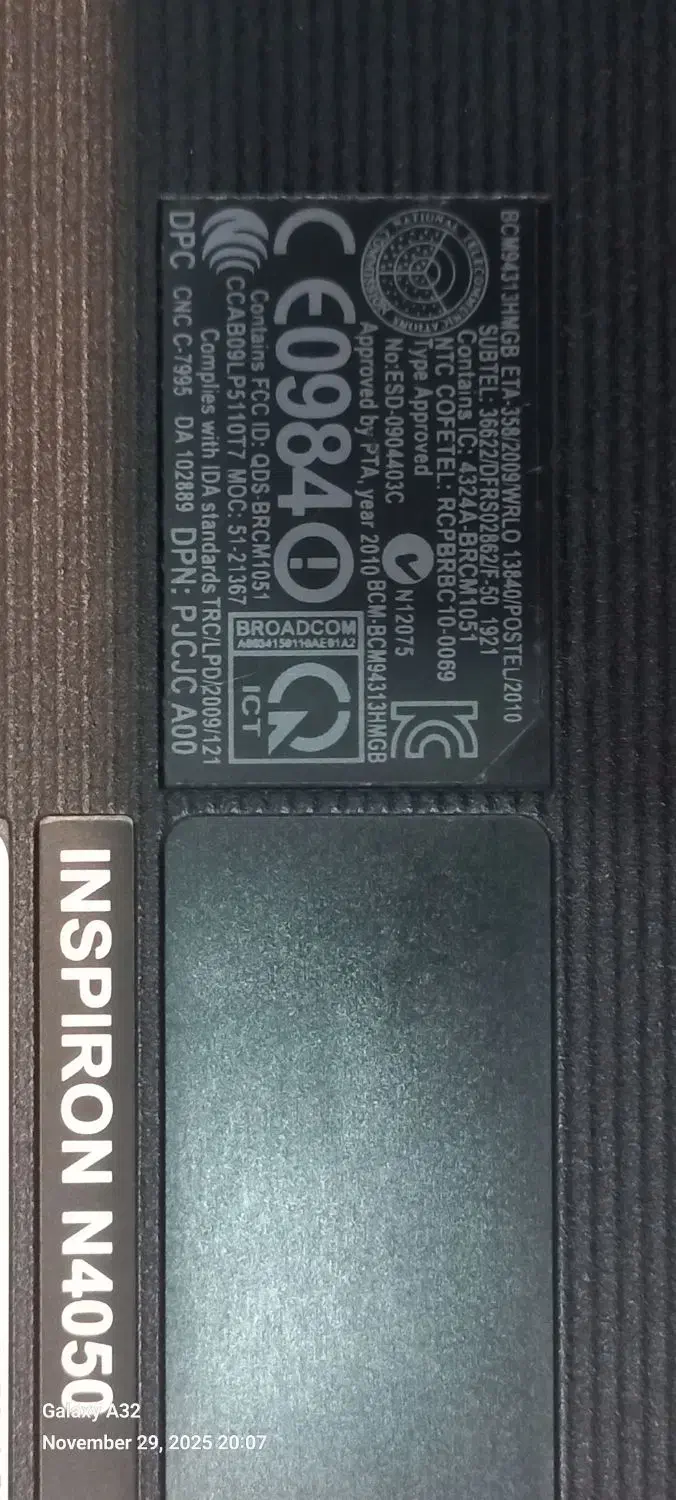 BCM94313HMGB ETA-358/2009/WRLO 13840/POSTEL/2010
SUBTEL: 36622/DFRS02862/F-50 1921
Contains IC: 4324A-BRCM1051
NTC COFETEL: RCPBRBC10-0069
Type Approved
No:ESD-0904403C
N12075
Approved by PTA, year 2010 BCM-BCM94313HMGB
CE0984
BROADCOM
ICT
Contains FCC ID: QDS-BRCM1051
CCAB09LP5110T7 MOC: 51-21367
Complies with IDA standards TRC/LPD/2009/121
DPC CNC C-7995 DA 102889 DPN: PJCJC A00
INSPIRON N4050
Galaxy A32
November 29, 2025 20:07